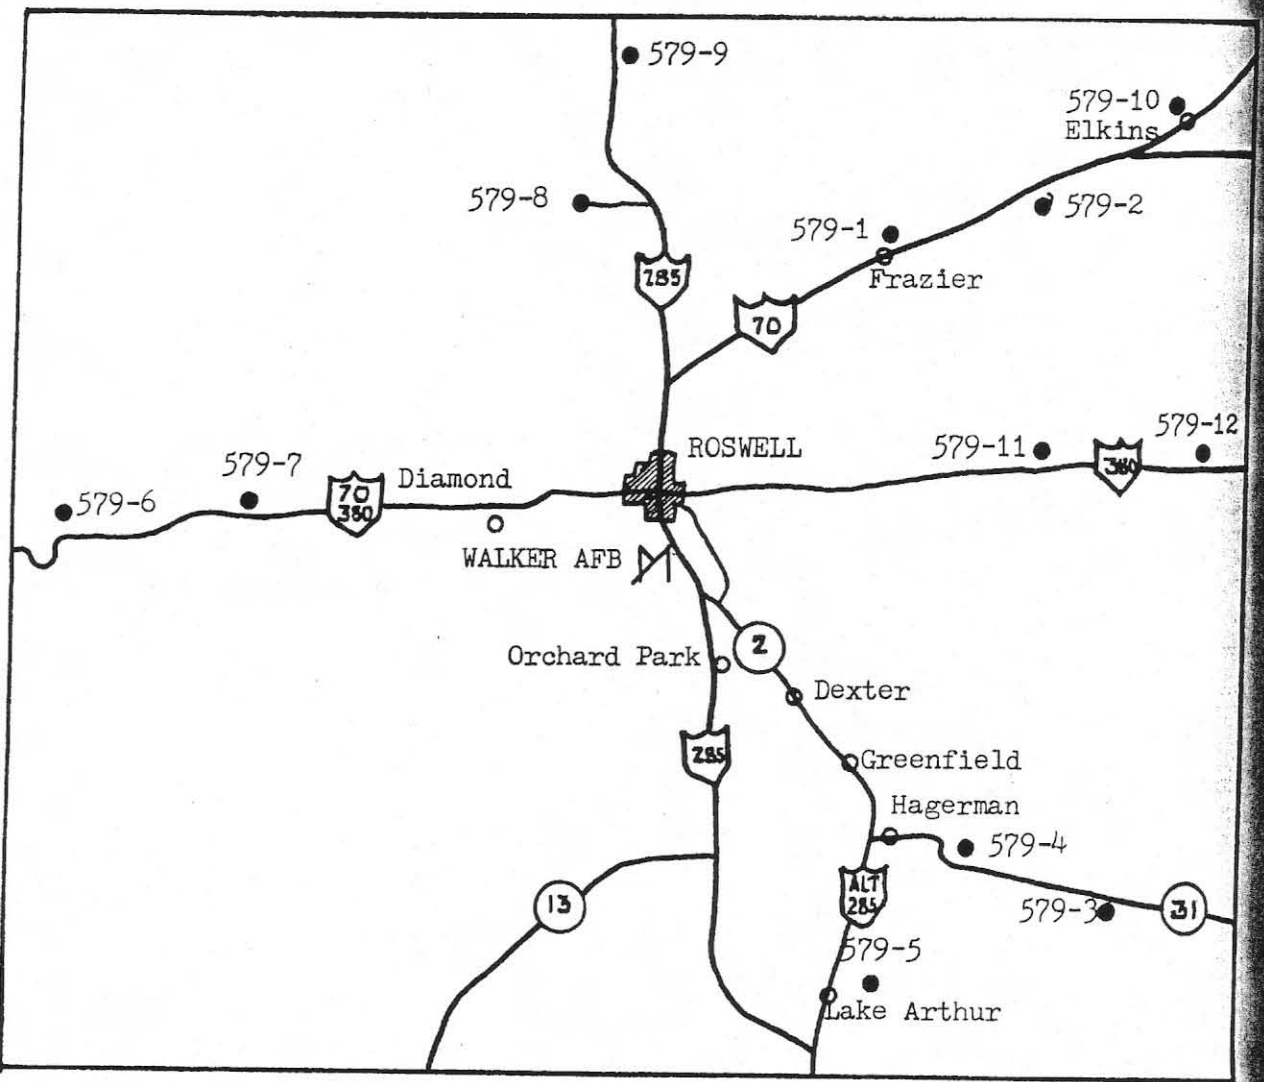 579-9
579-10
Elkins
579-8
579-2
579-1
285
Frazier
70
ROSWELL
579-11
579-12
380
579-7
70
380
Diamond
579-6
WALKER AFB
2
Orchard Park
Dexter
285
Greenfield
Hagerman
579-4
ALT
285
13
579-3
31
579-5
Lake Arthur